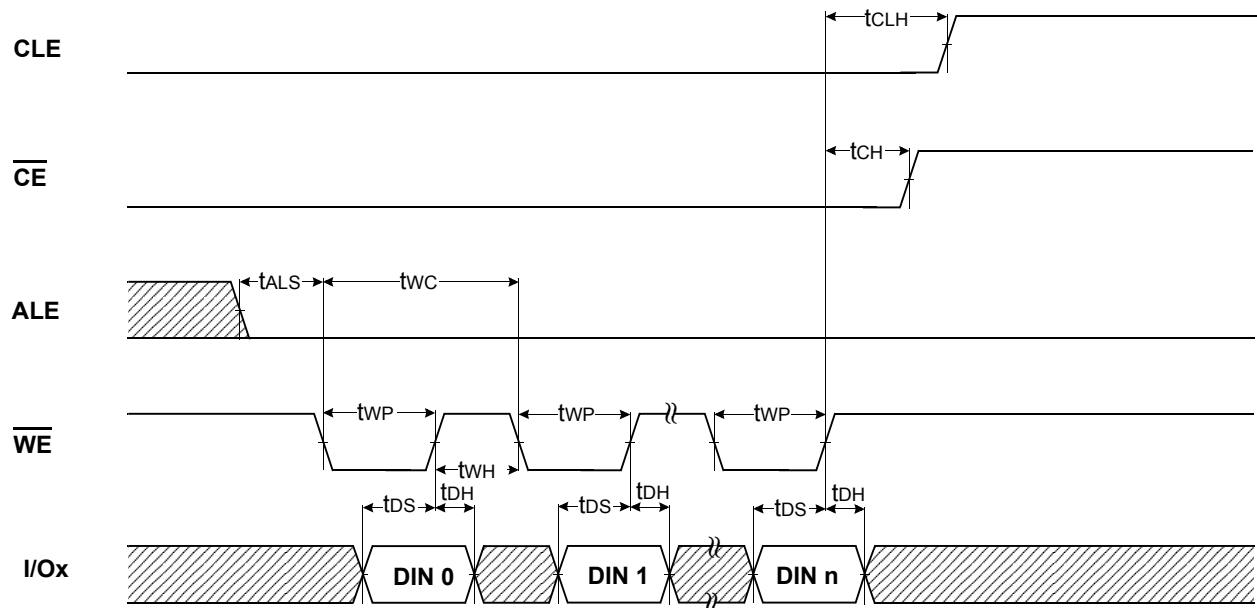 CLE
tCLH
CE
tCH
ALE
tALS
tWC
WE
tWP
tWP
tWP
tWH
tDS
tDH
tDS
tDH
tDS
tDH
I/Ox
DIN 0
DIN 1
DIN n